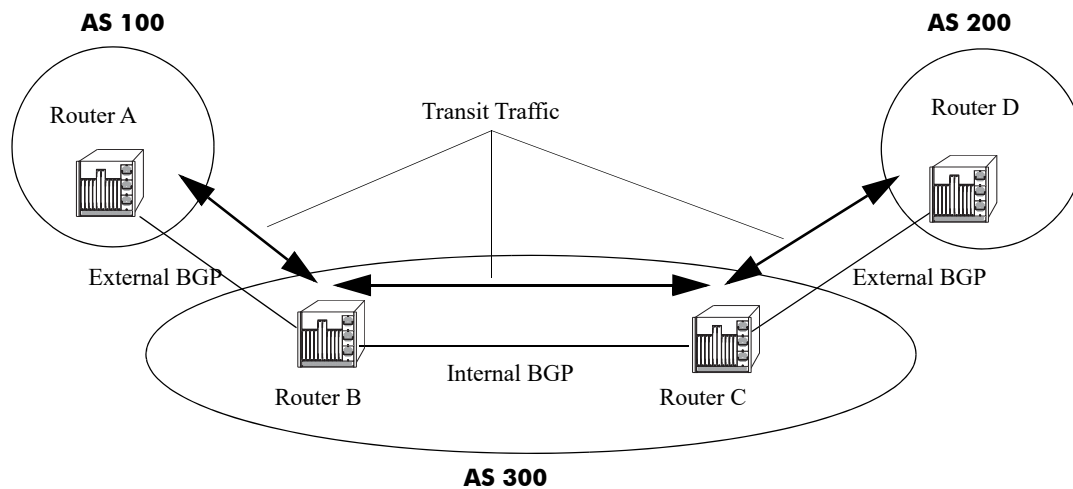 AS 100
AS 200
Router A
Transit Traffic
Router D
External BGP
External BGP
Internal BGP
Router B
Router C
AS 300